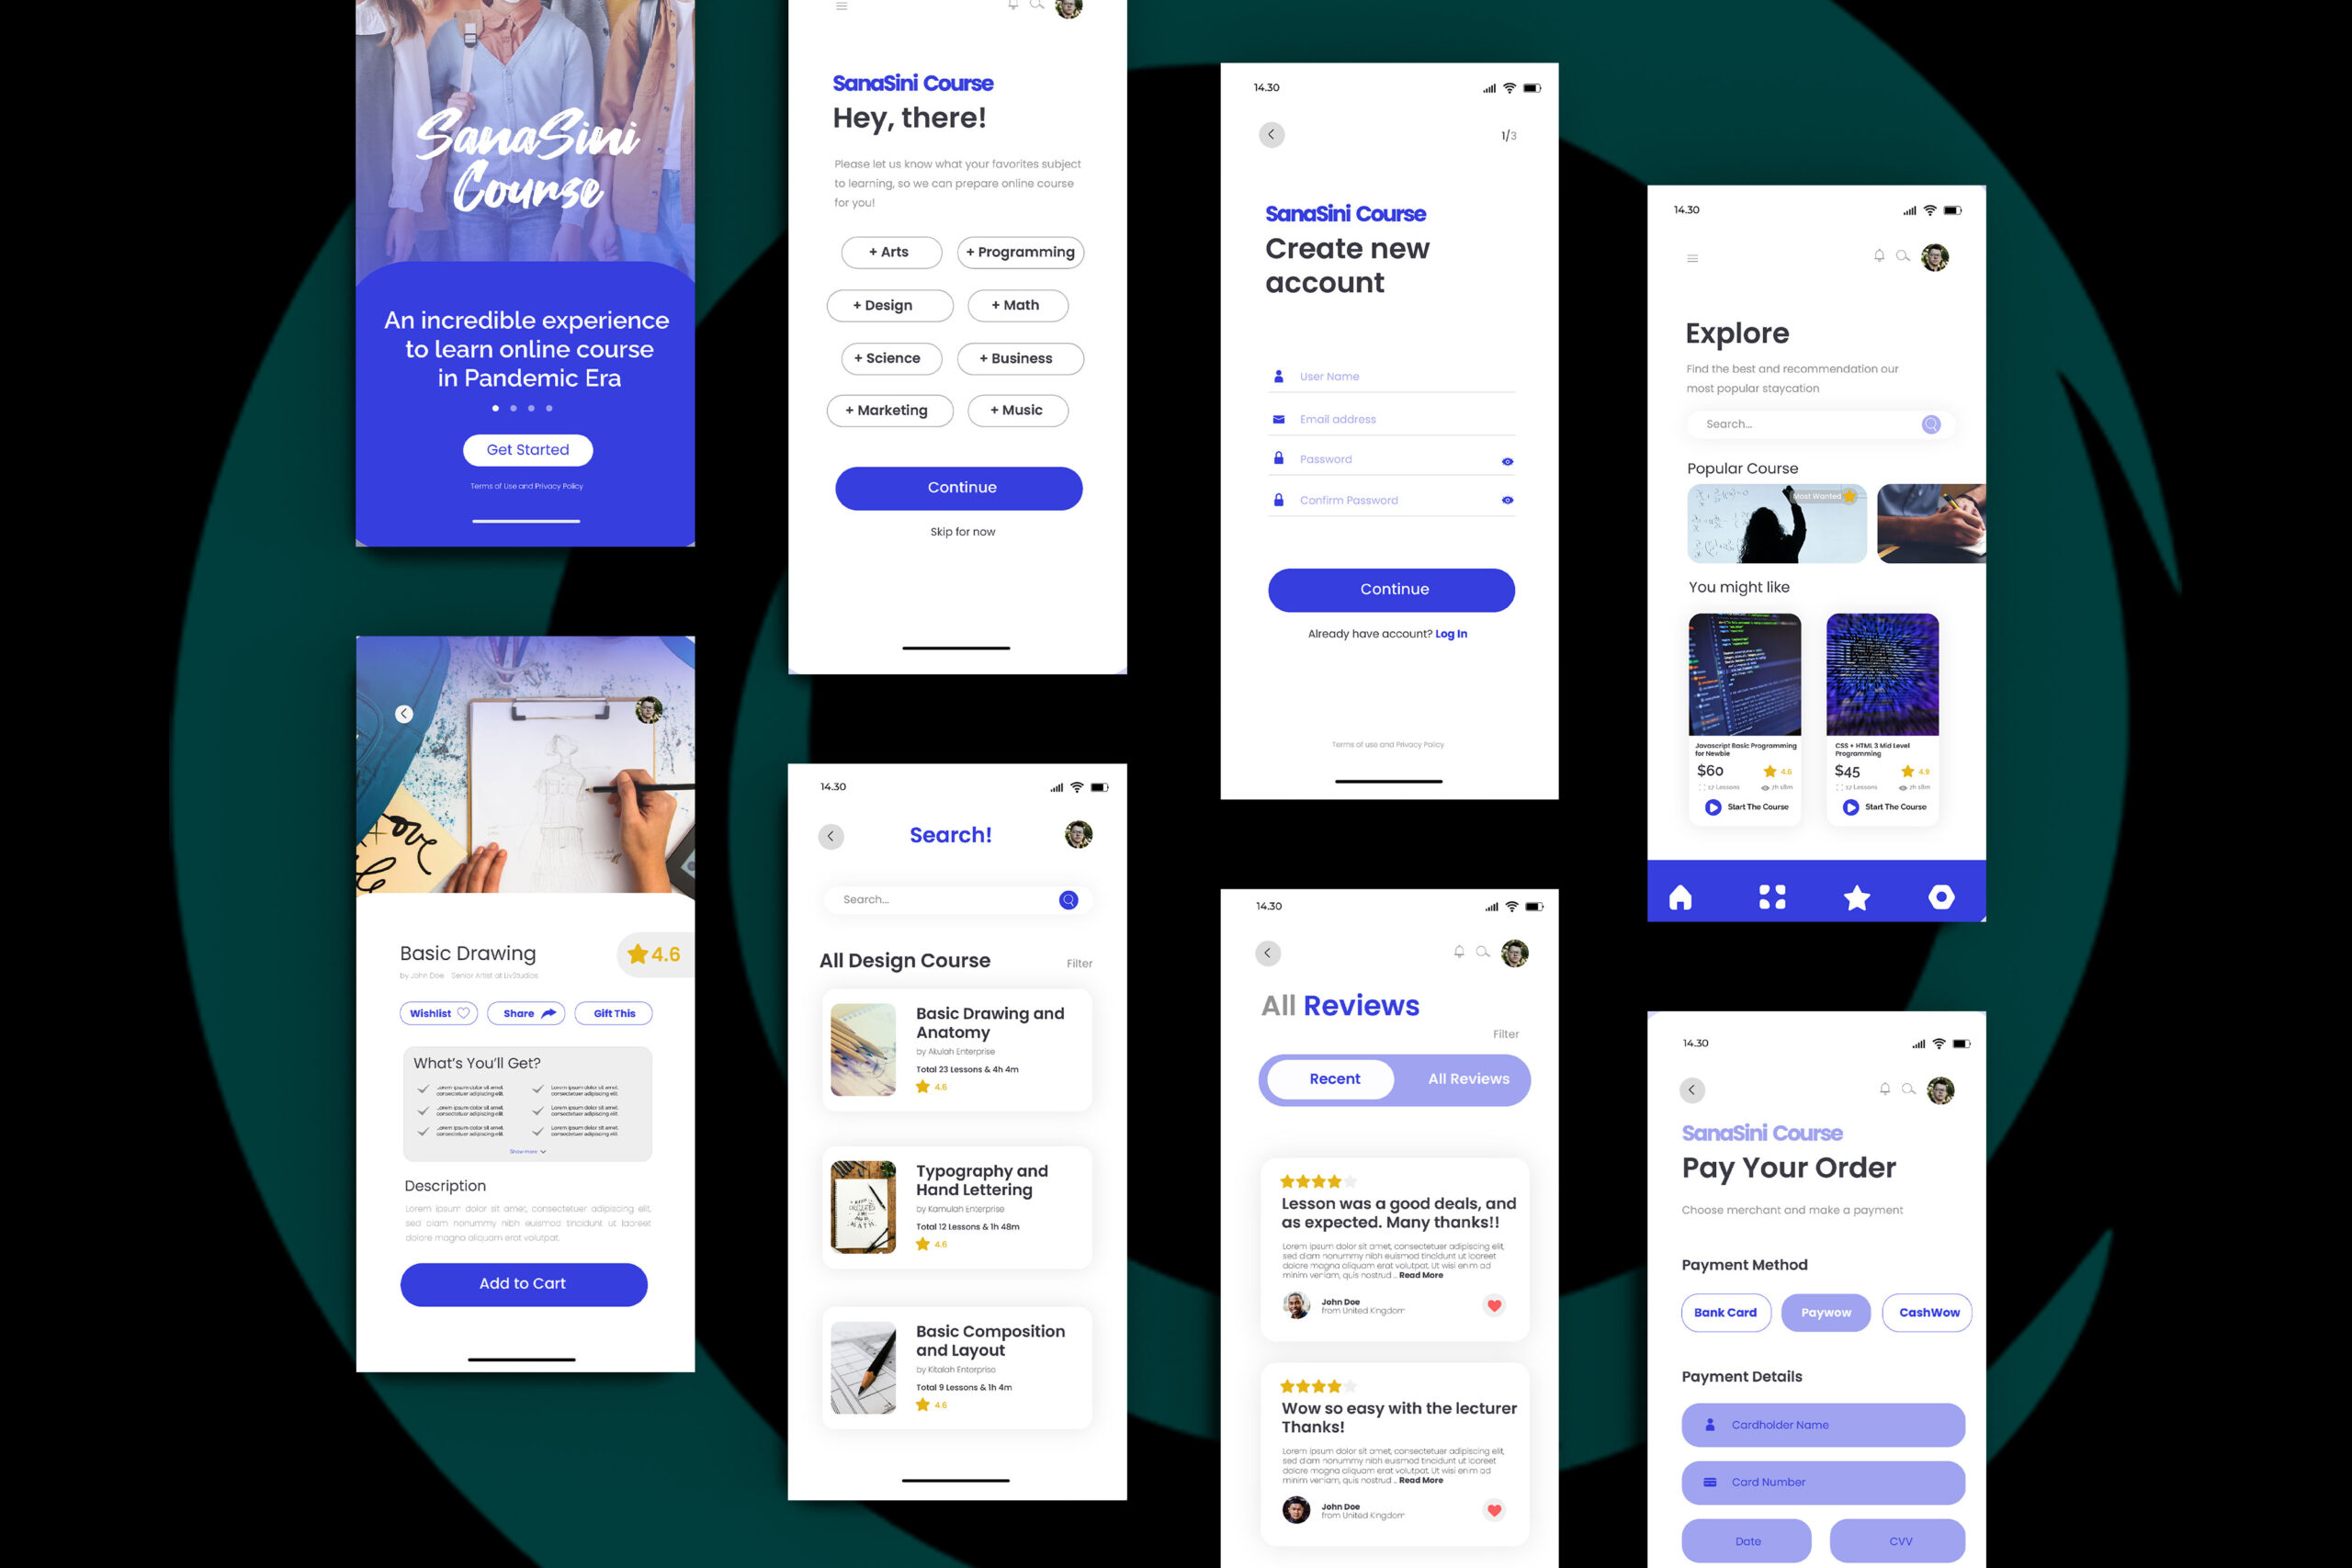 SanaSini
Course
An incredible experience
to learn online course
in Pandemic Era
Get Started
Terms of Use and Privacy Policy
SanaSini Course
Hey, there!
Please let us know what your favorites subject
to learning, so we can prepare online course
for you!
+ Arts
+ Programming
+ Design
+ Math
+ Science
+ Business
+ Marketing
+ Music
Continue
Skip for now
14.30
1/3
SanaSini Course
Create new
account
User Name
Email address
Password
Confirm Password
Continue
Already have account? Log In
Terms of use and Privacy Policy
14.30
Explore
Find the best and recommendation our
most popular staycation
Search...
Popular Course
Most Wanted
You might like
Javascript Basic Programming
for Newbie
$60
4.6
17 Lessons
7h 18m
Start The Course
CSS + HTML 3 Mid Level
Programming
$45
4.9
17 Lessons
7h 18m
Start The Course
Basic Drawing
4.6
by John Doe Senior Artist at LivStudios
Wishlist
Share
Gift This
What's You'll Get?
Lorem ipsum dolor sit amet,
consectetuer adipiscing elit.
Lorem ipsum dolor sit amet,
consectetuer adipiscing elit.
Lorem ipsum dolor sit amet,
consectetuer adipiscing elit.
Lorem ipsum dolor sit amet,
consectetuer adipiscing elit.
Lorem ipsum dolor sit amet,
consectetuer adipiscing elit.
Lorem ipsum dolor sit amet,
consectetuer adipiscing elit.
Show more
Description
Lorem ipsum dolor sit amet, consectetuer adipiscing elit,
sed diam nonummy nibh euismod tincidunt ut laoreet
dolore magna aliquam erat volutpat.
Add to Cart
14.30
Search!
Search...
All Design Course
Filter
Basic Drawing and
Anatomy
by Akulah Enterprise
Total 23 Lessons & 4h 4m
4.6
Typography and
Hand Lettering
by Kamulah Enterprise
Total 12 Lessons & 1h 48m
4.6
Basic Composition
and Layout
by Kitalah Enterprise
Total 9 Lessons & 1h 4m
4.6
14.30
All Reviews
Filter
Recent
All Reviews
Lesson was a good deals, and
as expected. Many thanks!!
Lorem ipsum dolor sit amet, consectetuer adipiscing elit,
sed diam nonummy nibh euismod tincidunt ut laoreet
dolore magna aliquam erat volutpat. Ut wisi enim ad
minim veniam, quis nostrud ... Read More
John Doe
from United Kingdom
Wow so easy with the lecturer
Thanks!
Lorem ipsum dolor sit amet, consectetuer adipiscing elit,
sed diam nonummy nibh euismod tincidunt ut laoreet
dolore magna aliquam erat volutpat. Ut wisi enim ad
minim veniam, quis nostrud ... Read More
John Doe
from United Kingdom
14.30
SanaSini Course
Pay Your Order
Choose merchant and make a payment
Payment Method
Bank Card
Paywow
CashWow
Payment Details
Cardholder Name
Card Number
Date
CVV